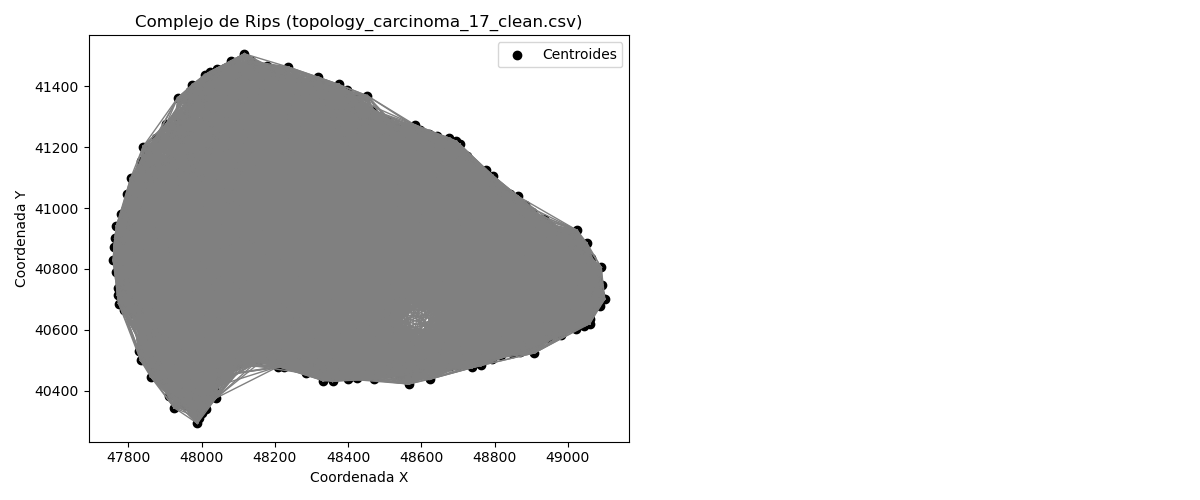 Complejo de Rips (topology_carcinoma_17_clean.csv)
Centroides
41400
41200
41000
40800
40600
40400
Coordenada Y
47800 48000 48200 48400 48600 48800 49000
Coordenada X